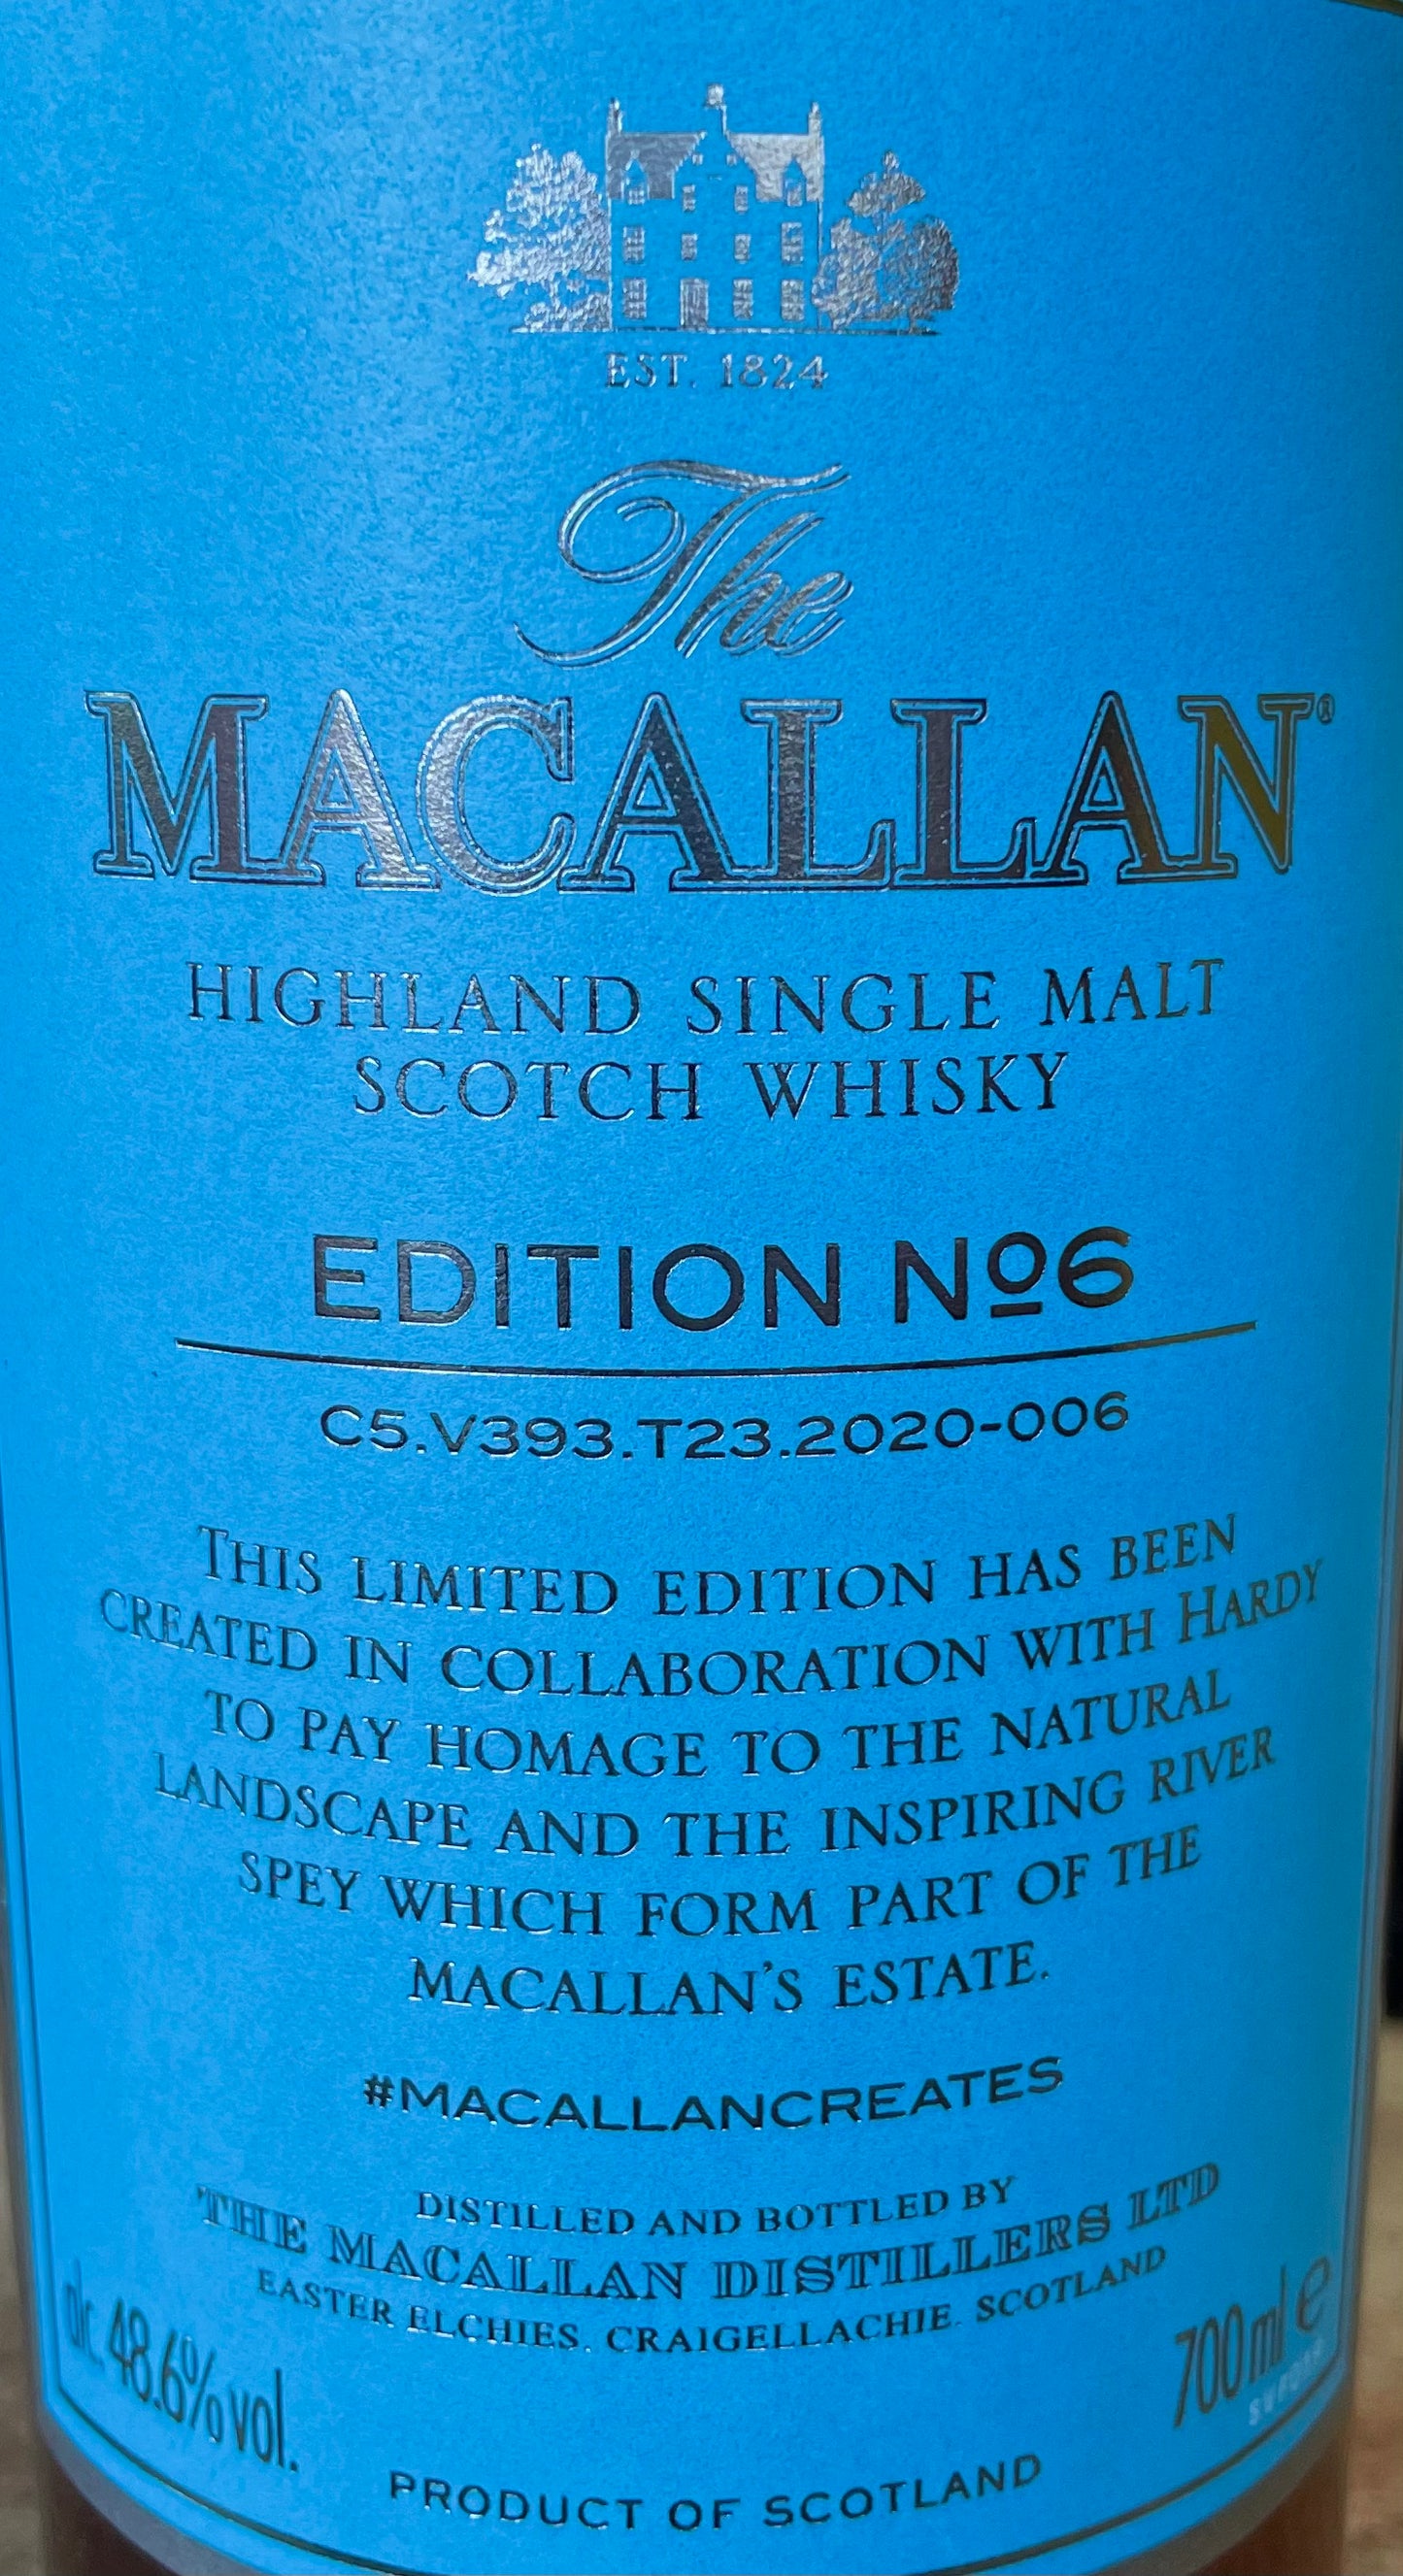 EST. 1824
The
MACALLAN®
HIGHLAND SINGLE MALT
SCOTCH WHISKY
EDITION Nº6
C5.V393.T23.2020-006
THIS LIMITED EDITION HAS BEEN
CREATED IN COLLABORATION WITH HARDY
TO PAY HOMAGE TO THE NATURAL
LANDSCAPE AND THE INSPIRING RIVER
SPEY WHICH FORM PART OF THE
MACALLAN'S ESTATE.
#MACALLANCREATES
DISTILLED AND BOTTLED BY
THE MACALLAN DISTILLERS LTD
EASTER ELCHIES, CRAIGELLACHIE, SCOTLAND
alc. 48.6% vol.
700 ml e
PRODUCT OF SCOTLAND